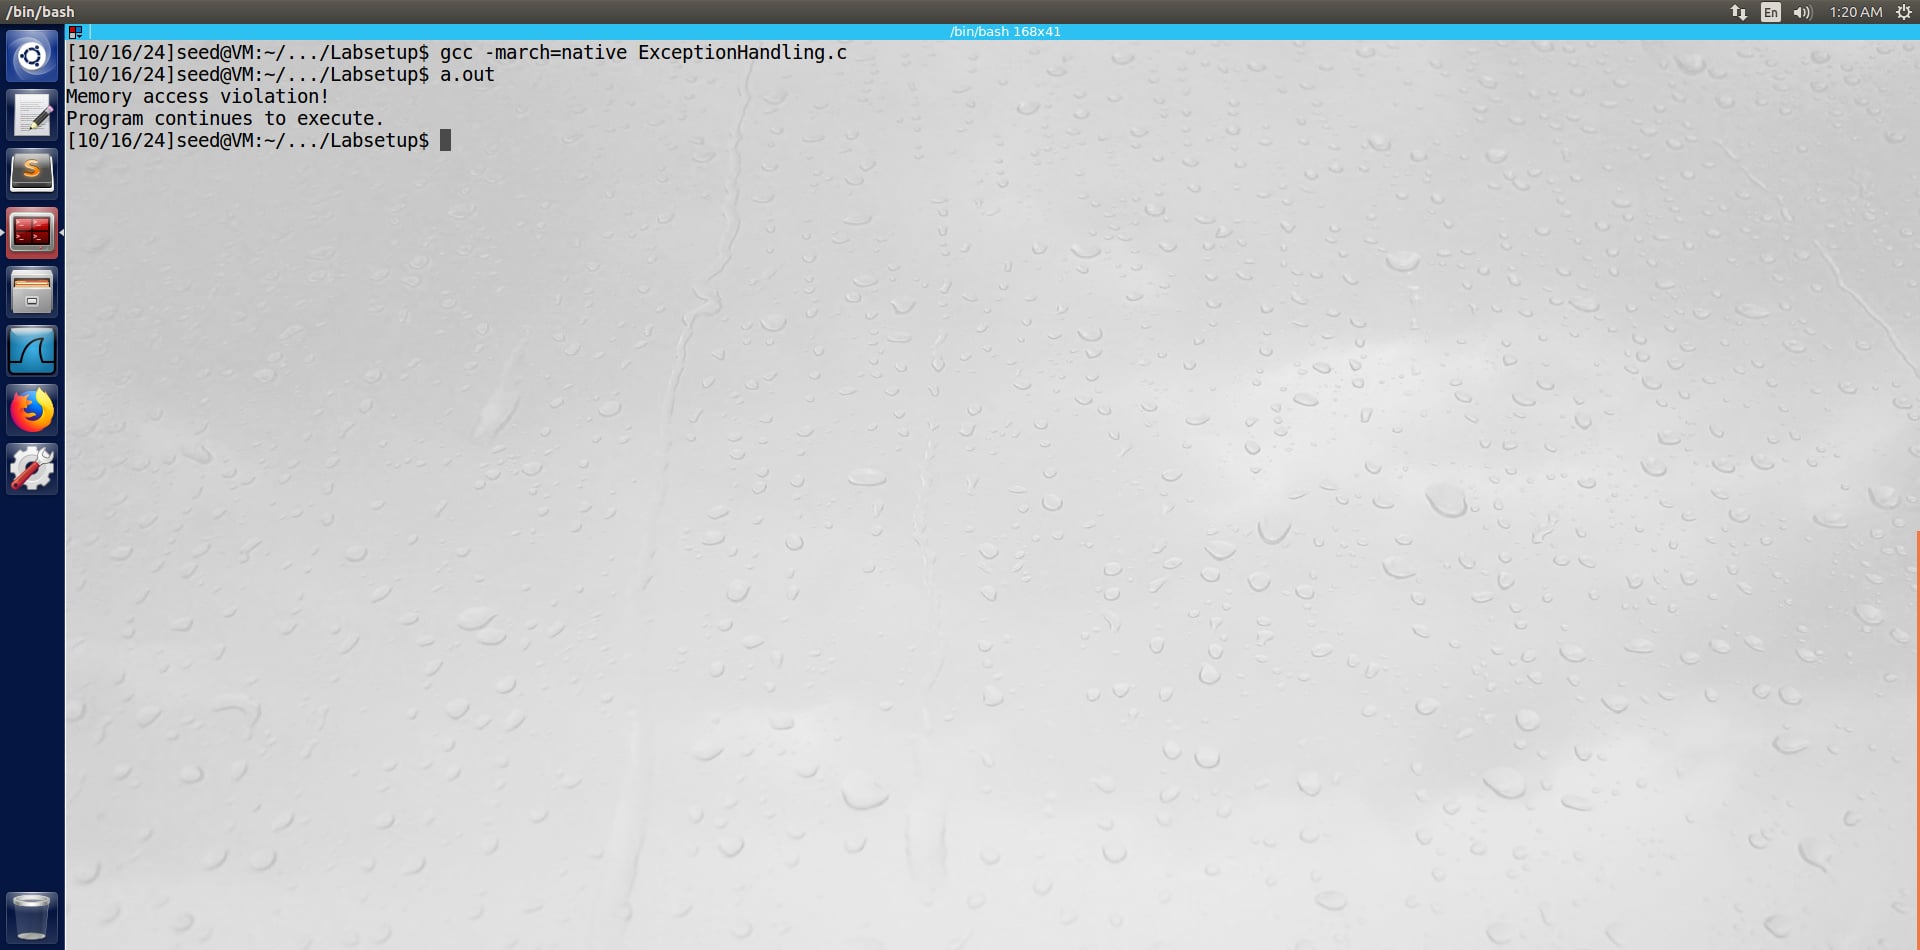 /bin/bash
En
1:20 AM
/bin/bash 168x41
[10/16/24]seed@VM:~/.../Labsetup$ gcc -march=native ExceptionHandling.c
[10/16/24]seed@VM:~/.../Labsetup$ a.out
Memory access violation!
Program continues to execute.
[10/16/24]seed@VM:~/.../Labsetup$
S